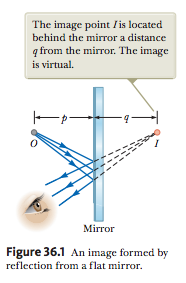 The image point I is located
behind the mirror a distance
q from the mirror. The image
is virtual.
p
q
O
I
Mirror
Figure 36.1 An image formed by
reflection from a flat mirror.